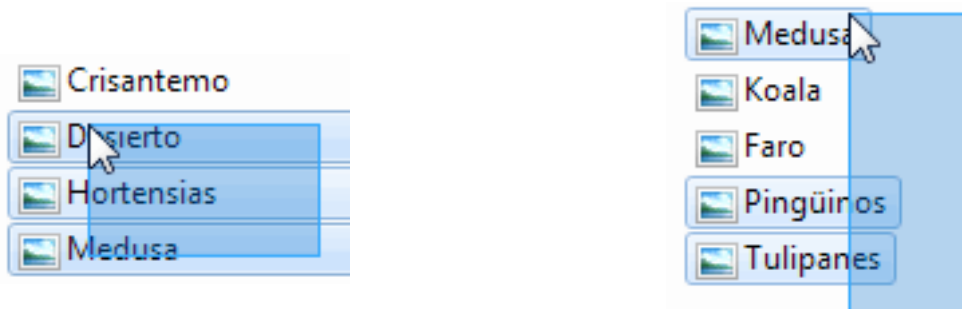 Crisantemo
Desierto
Hortensias
Medusa
Medusa
Koala
Faro
Pingüinos
Tulipanes